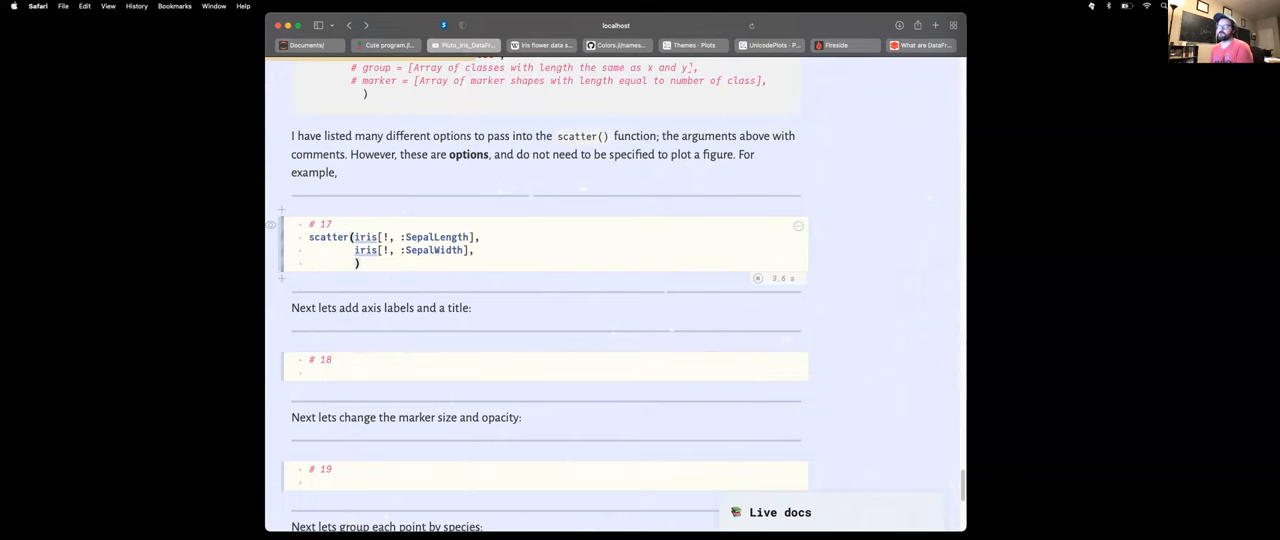 Safari File Edit View History Bookmarks Window Help
localhost
Documents/ Cute program.jl... Pluto_iris_DataFr... iris flower data s... Colors.jl/names... Themes · Plots UnicodePlots · P... Fireside What are DataFr...
# group = [Array of classes with length the same as x and y],
# marker = [Array of marker shapes with length equal to number of class],
)
I have listed many different options to pass into the scatter() function; the arguments above with
comments. However, these are options, and do not need to be specified to plot a figure. For
example,
# 17
scatter(iris[!, :SepalLength],
iris[!, :SepalWidth],
)
3.6 s
Next lets add axis labels and a title:
# 18
Next lets change the marker size and opacity:
# 19
Live docs
Next lets group each point by species: